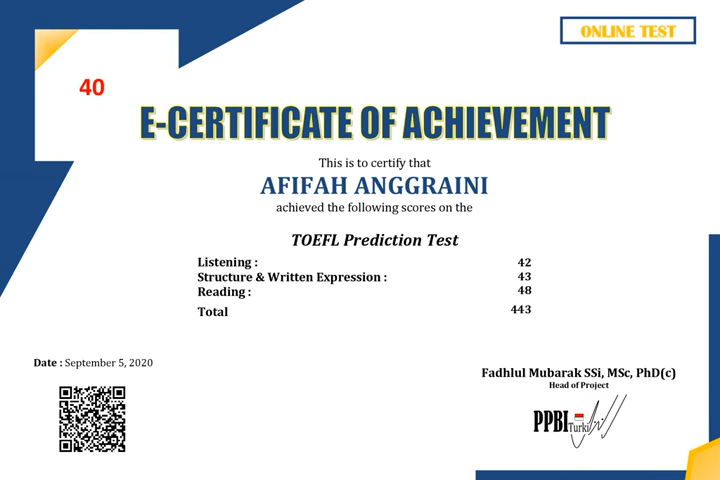 ONLINE TEST
40
E-CERTIFICATE OF ACHIEVEMENT
This is to certify that
AFIFAH ANGGRAINI
achieved the following scores on the
TOEFL Prediction Test
Listening : 42
Structure & Written Expression : 43
Reading : 48
Total 443
Date : September 5, 2020
Fadhlul Mubarak SSi, MSc, PhD(c)
Head of Project
PPBI Turki